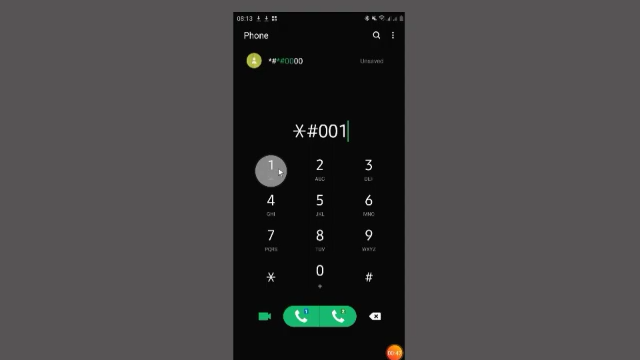 08:13
Phone
*#*#0000 Unsaved
*#001
1 2 3
ABC DEF
4 5 6
GHI JKL MNO
7 8 9
PQRS TUV WXYZ
* 0 #
+